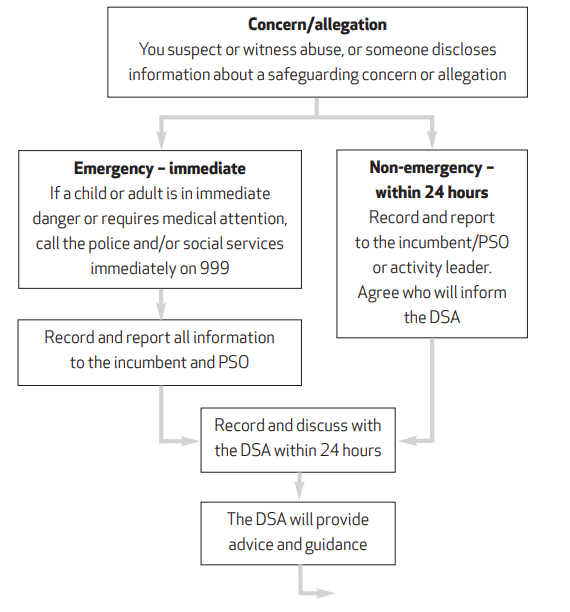 Concern/allegation
You suspect or witness abuse, or someone discloses
information about a safeguarding concern or allegation
Emergency – immediate
If a child or adult is in immediate
danger or requires medical attention,
call the police and/or social services
immediately on 999
Non-emergency –
within 24 hours
Record and report
to the incumbent/PSO
or activity leader.
Agree who will inform
the DSA
Record and report all information
to the incumbent and PSO
Record and discuss with
the DSA within 24 hours
The DSA will provide
advice and guidance